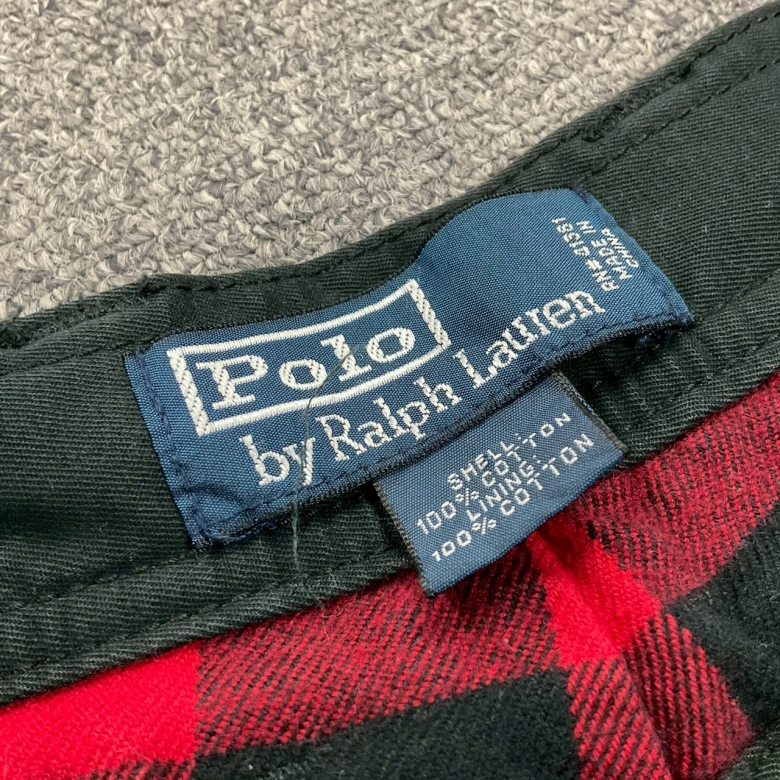 Polo
by Ralph Lauren
RN# 41381
MADE IN
CHINA
SHELL:
100% COTTON
LINING:
100% COTTON